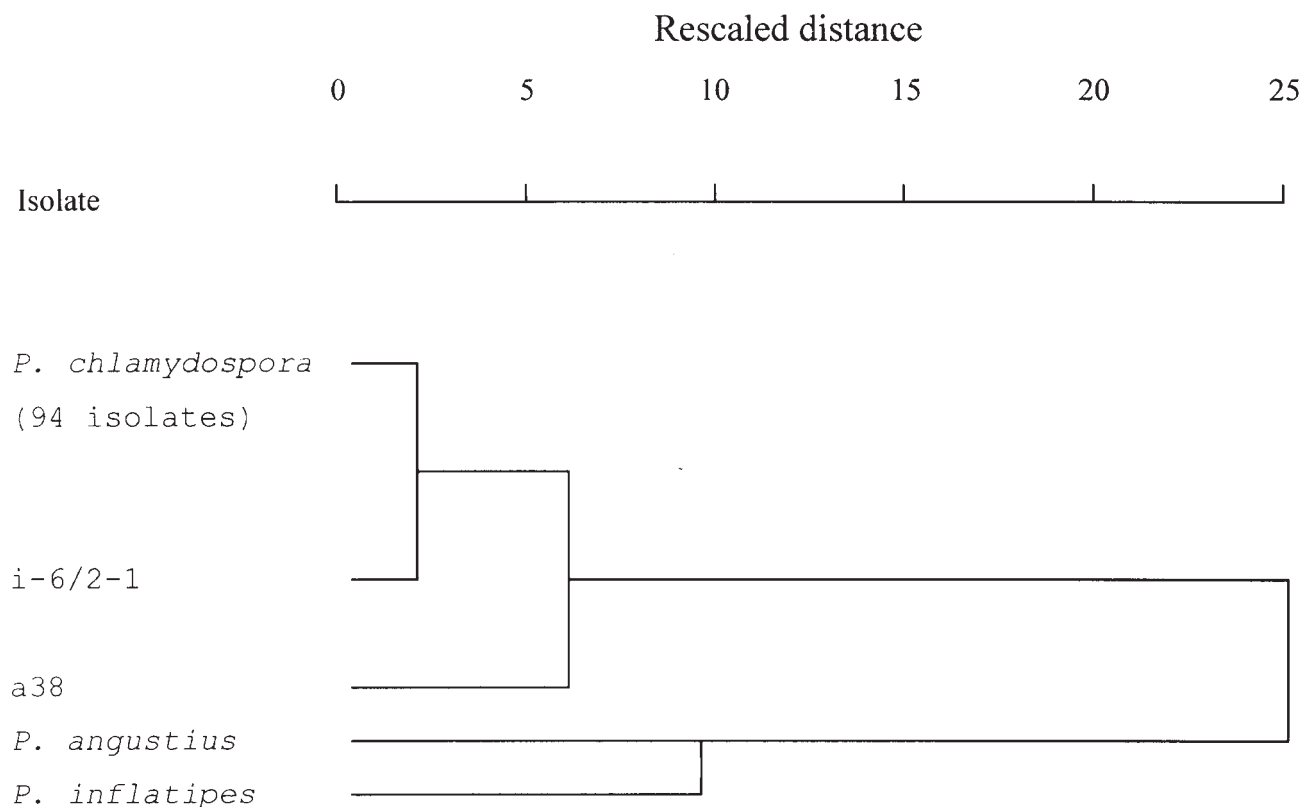 Rescaled distance
0 5 10 15 20 25
Isolate
P. chlamydospora
(94 isolates)
i-6/2-1
a38
P. angustius
P. inflatipes